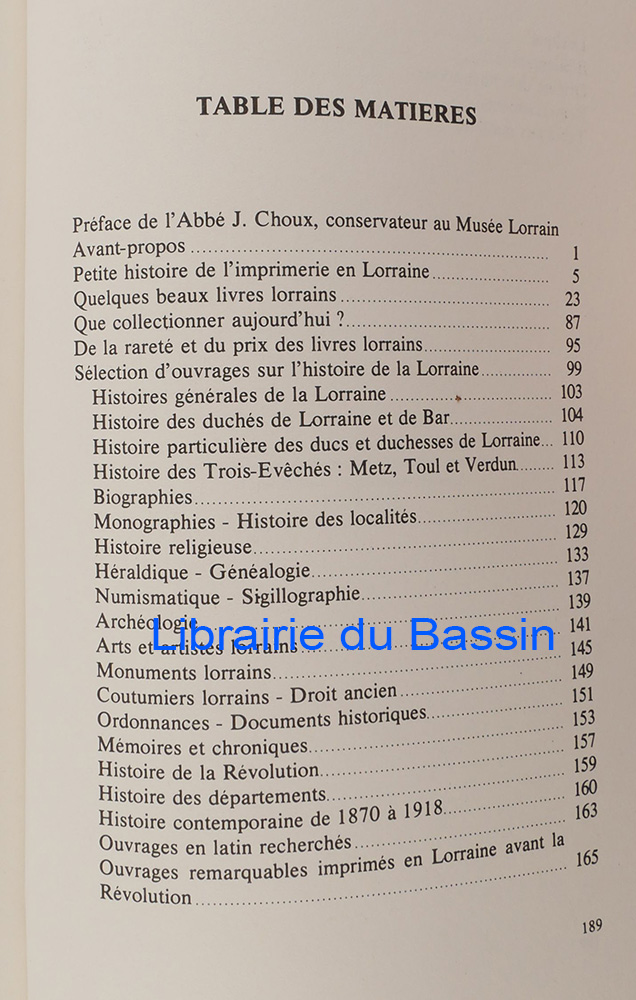 TABLE DES MATIERES
Préface de l'Abbé J. Choux, conservateur au Musée Lorrain
Avant-propos ........ 1
Petite histoire de l'imprimerie en Lorraine ........ 5
Quelques beaux livres lorrains ........ 23
Que collectionner aujourd'hui ? ........ 87
De la rareté et du prix des livres lorrains ........ 95
Sélection d'ouvrages sur l'histoire de la Lorraine ........ 99
Histoires générales de la Lorraine ........ 103
Histoire des duchés de Lorraine et de Bar ........ 104
Histoire particulière des ducs et duchesses de Lorraine ... 110
Histoire des Trois-Evêchés : Metz, Toul et Verdun ........ 113
Biographies ........ 117
Monographies - Histoire des localités ........ 120
Histoire religieuse ........ 129
Héraldique - Généalogie ........ 133
Numismatique - Sigillographie ........ 137
Archéologie ........ 139
Librairie du Bassin
Arts et artistes lorrains ........ 141
Monuments lorrains ........ 145
Coutumiers lorrains - Droit ancien ........ 149
Ordonnances - Documents historiques ........ 151
Mémoires et chroniques ........ 153
Histoire de la Révolution ........ 157
Histoire des départements ........ 159
Histoire contemporaine de 1870 à 1918 ........ 160
Ouvrages en latin recherchés ........ 163
Ouvrages remarquables imprimés en Lorraine avant la
Révolution ........ 165
189